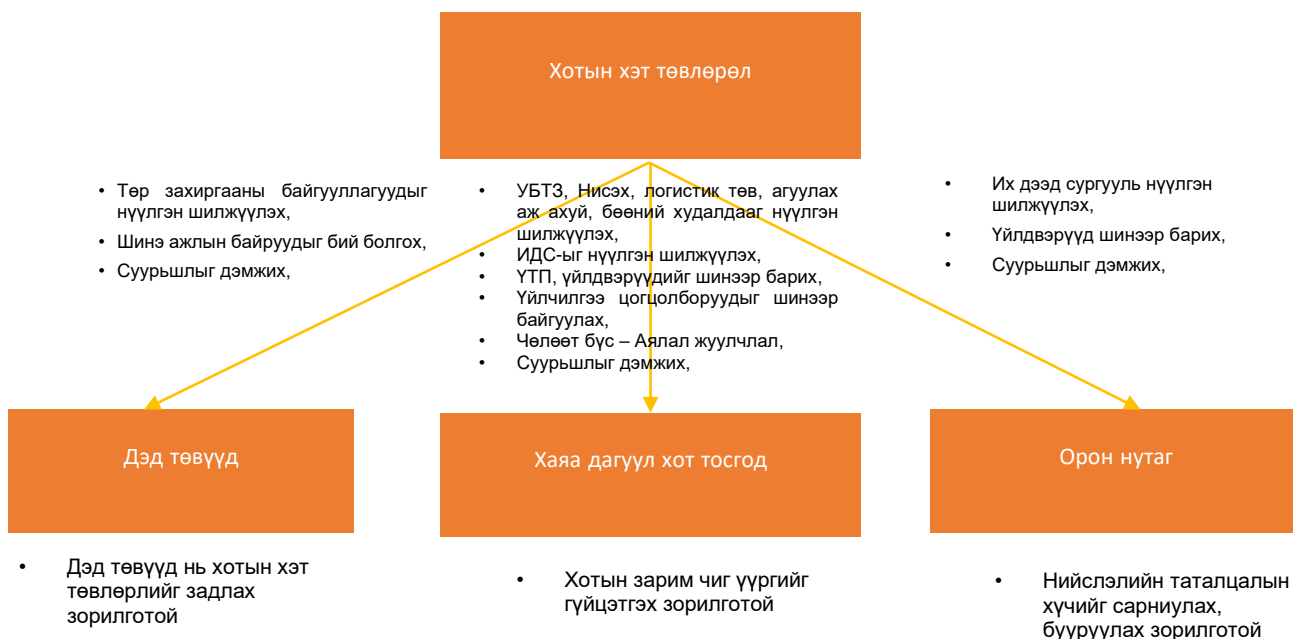 Хотын хэт төвлөрөл
• Төр захиргааны байгууллагуудыг
нүүлгэн шилжүүлэх,
• Шинэ ажлын байруудыг бий болгох,
• Суурьшлыг дэмжих,
• УБТЗ, Нисэх, логистик төв, агуулах
аж ахуй, бөөний худалдааг нүүлгэн
шилжүүлэх,
• ИДС-ыг нүүлгэн шилжүүлэх,
• ҮТП, үйлдвэрүүдийг шинээр барих,
• Үйлчилгээ цогцолборуудыг шинээр
байгуулах,
• Чөлөөт бүс – Аялал жуулчлал,
• Суурьшлыг дэмжих,
• Их дээд сургууль нүүлгэн
шилжүүлэх,
• Үйлдвэрүүд шинээр барих,
• Суурьшлыг дэмжих,
Дэд төвүүд
Хаяа дагуул хот тосгод
Орон нутаг
• Дэд төвүүд нь хотын хэт
төвлөрлийг задлах
зорилготой
• Хотын зарим чиг үүргийг
гүйцэтгэх зорилготой
• Нийслэлийн таталцалын
хүчийг сарниулах,
бууруулах зорилготой